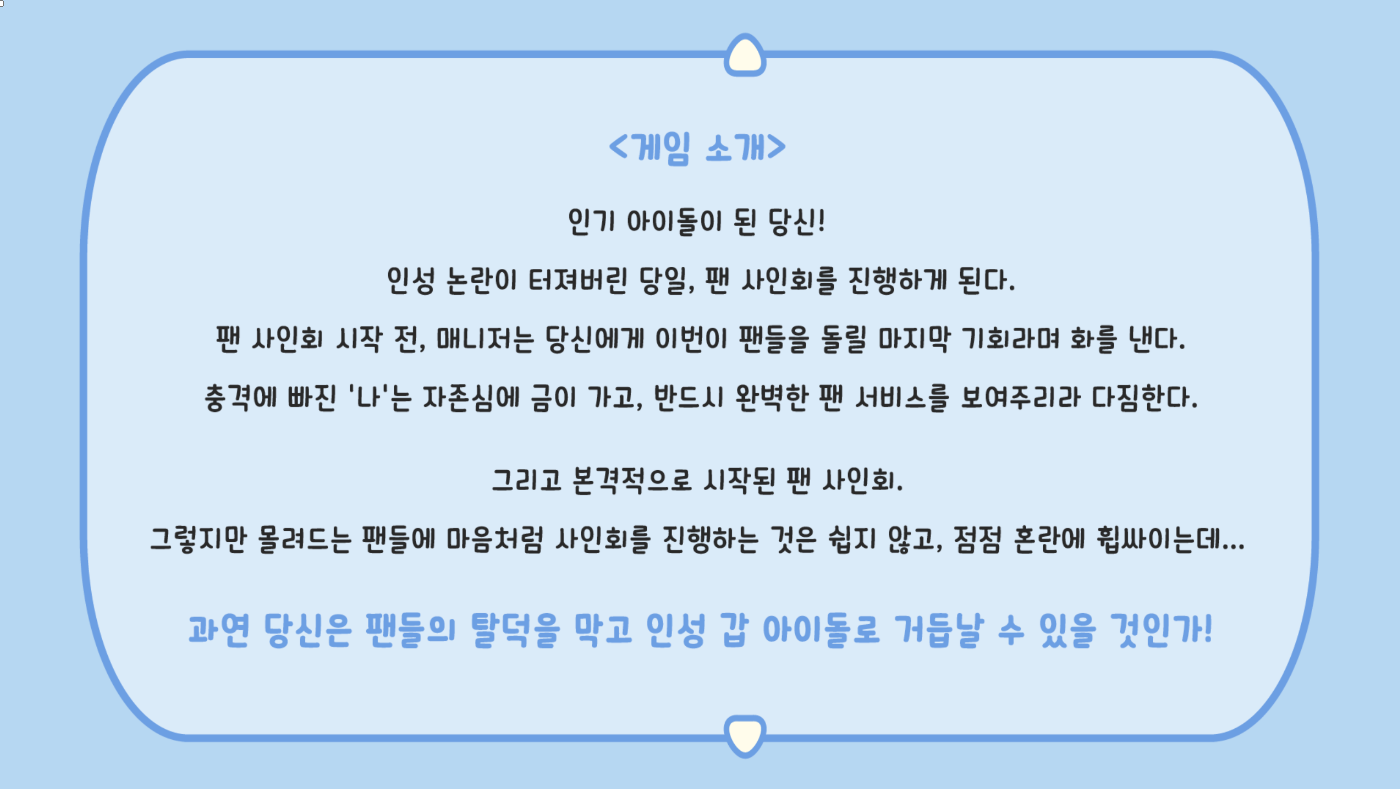 <게임 소개>
인기 아이돌이 된 당신!
인성 논란이 터져버린 당일, 팬 사인회를 진행하게 된다.
팬 사인회 시작 전, 매니저는 당신에게 이번이 팬들을 돌릴 마지막 기회라며 화를 낸다.
충격에 빠진 '나'는 자존심에 금이 가고, 반드시 완벽한 팬 서비스를 보여주리라 다짐한다.
그리고 본격적으로 시작된 팬 사인회.
그렇지만 몰려드는 팬들에 마음처럼 사인회를 진행하는 것은 쉽지 않고, 점점 혼란에 휩싸이는데...
과연 당신은 팬들의 탈덕을 막고 인성 갑 아이돌로 거듭날 수 있을 것인가!